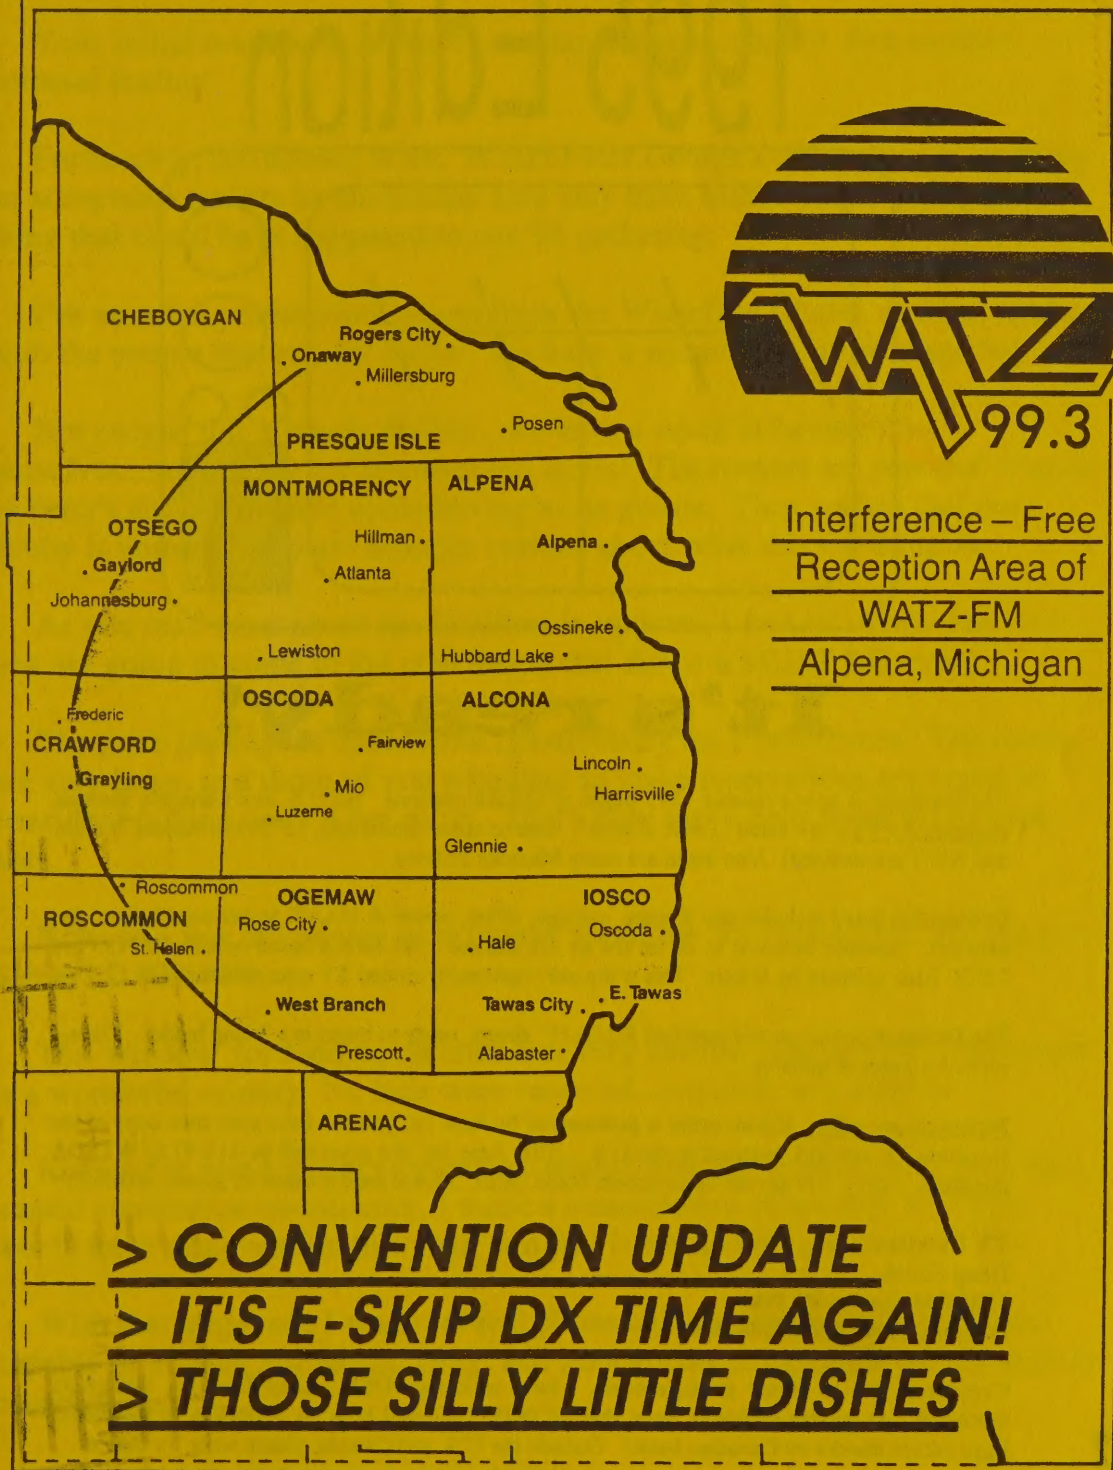 WATZ
99.3
Interference – Free
Reception Area of
WATZ-FM
Alpena, Michigan
CHEBOYGAN
Rogers City
Onaway
Millersburg
Posen
PRESQUE ISLE
MONTMORENCY
ALPENA
OTSEGO
Hillman
Alpena
Gaylord
Atlanta
Johannesburg
Ossineke
Lewiston
Hubbard Lake
OSCODA
ALCONA
Frederic
CRAWFORD
Fairview
Lincoln
Grayling
Mio
Harrisville
Luzerne
Glennie
Roscommon
OGEMAW
IOSCO
ROSCOMMON
Rose City
Oscoda
St. Helen
Hale
E. Tawas
West Branch
Tawas City
Prescott
Alabaster
ARENAC
> CONVENTION UPDATE
> IT'S E-SKIP DX TIME AGAIN!
> THOSE SILLY LITTLE DISHES